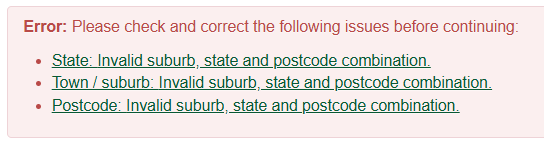 Error: Please check and correct the following issues before continuing:
State: Invalid suburb, state and postcode combination.
Town / suburb: Invalid suburb, state and postcode combination.
Postcode: Invalid suburb, state and postcode combination.